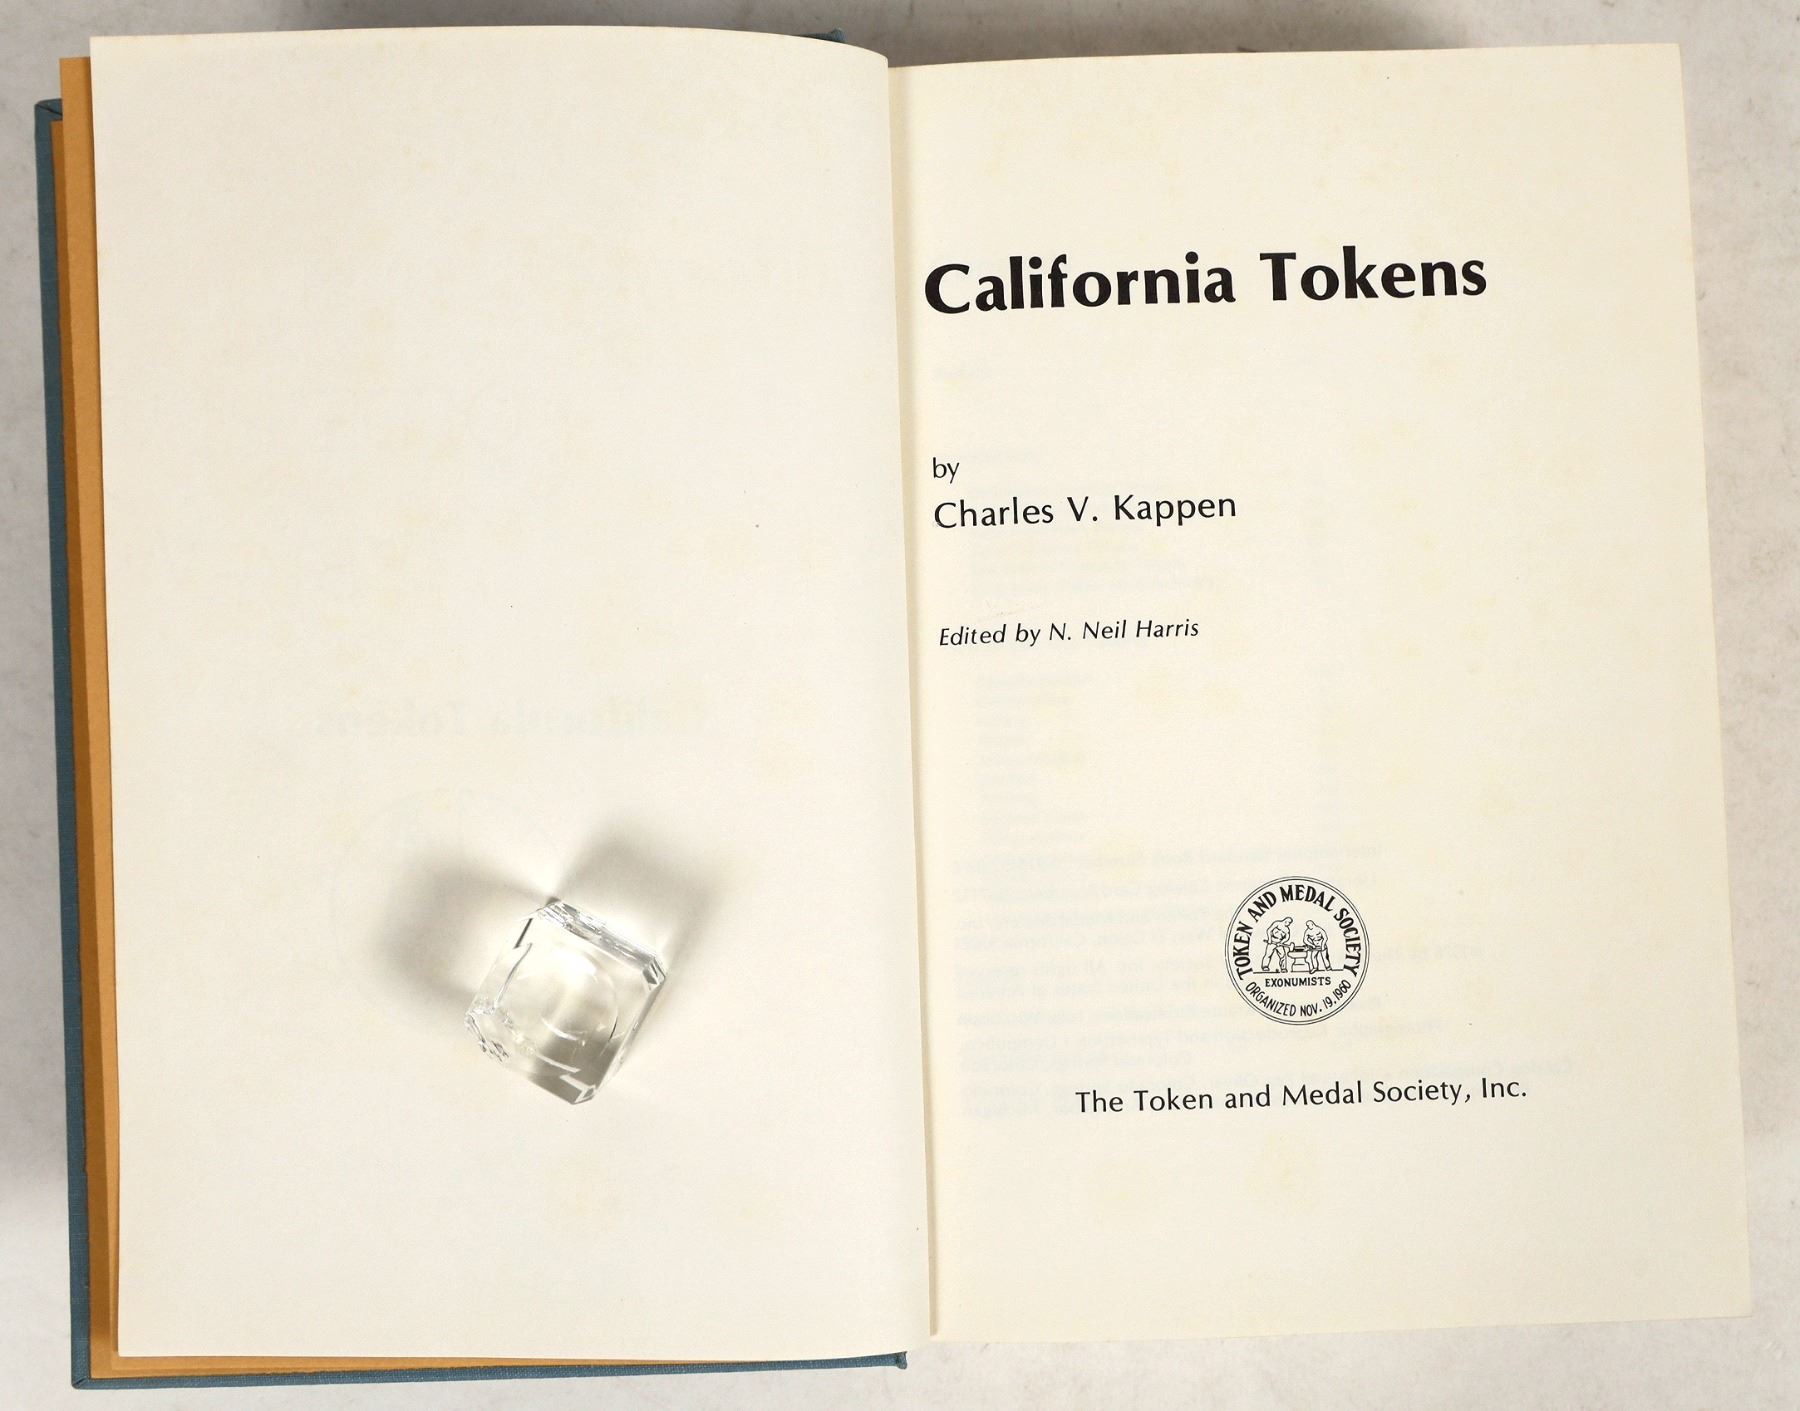 California Tokens
by
Charles V. Kappen
Edited by N. Neil Harris
TOKEN AND MEDAL SOCIETY
EXONUMISTS
ORGANIZED NOV. 19, 1960
The Token and Medal Society, Inc.